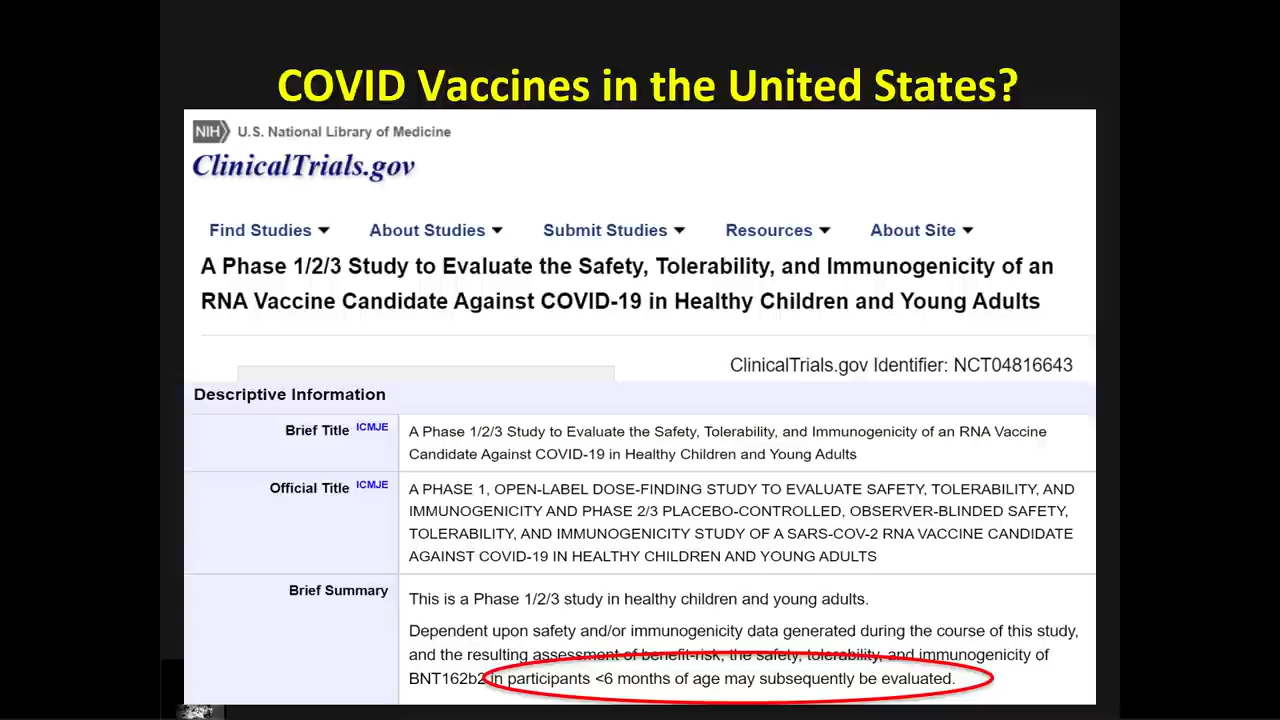 COVID Vaccines in the United States?
NIH U.S. National Library of Medicine
ClinicalTrials.gov
Find Studies About Studies Submit Studies Resources About Site
A Phase 1/2/3 Study to Evaluate the Safety, Tolerability, and Immunogenicity of an
RNA Vaccine Candidate Against COVID-19 in Healthy Children and Young Adults
ClinicalTrials.gov Identifier: NCT04816643
Descriptive Information
Brief Title ICMJE
A Phase 1/2/3 Study to Evaluate the Safety, Tolerability, and Immunogenicity of an RNA Vaccine
Candidate Against COVID-19 in Healthy Children and Young Adults
Official Title ICMJE
A PHASE 1, OPEN-LABEL DOSE-FINDING STUDY TO EVALUATE SAFETY, TOLERABILITY, AND
IMMUNOGENICITY AND PHASE 2/3 PLACEBO-CONTROLLED, OBSERVER-BLINDED SAFETY,
TOLERABILITY, AND IMMUNOGENICITY STUDY OF A SARS-COV-2 RNA VACCINE CANDIDATE
AGAINST COVID-19 IN HEALTHY CHILDREN AND YOUNG ADULTS
Brief Summary
This is a Phase 1/2/3 study in healthy children and young adults.
Dependent upon safety and/or immunogenicity data generated during the course of this study,
and the resulting assessment of benefit-risk, the safety, tolerability, and immunogenicity of
BNT162b2 in participants <6 months of age may subsequently be evaluated.